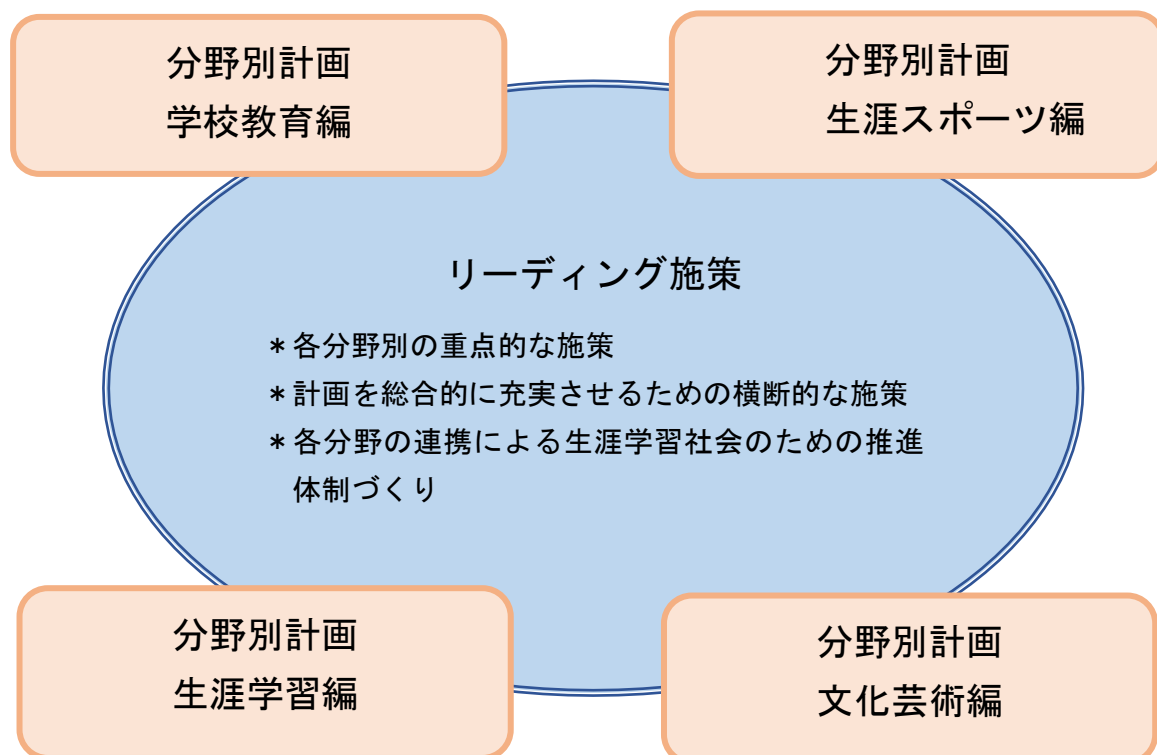 分野別計画
学校教育編
分野別計画
生涯スポーツ編
リーディング施策
＊各分野別の重点的な施策
＊計画を総合的に充実させるための横断的な施策
＊各分野の連携による生涯学習社会のための推進
体制づくり
分野別計画
生涯学習編
分野別計画
文化芸術編